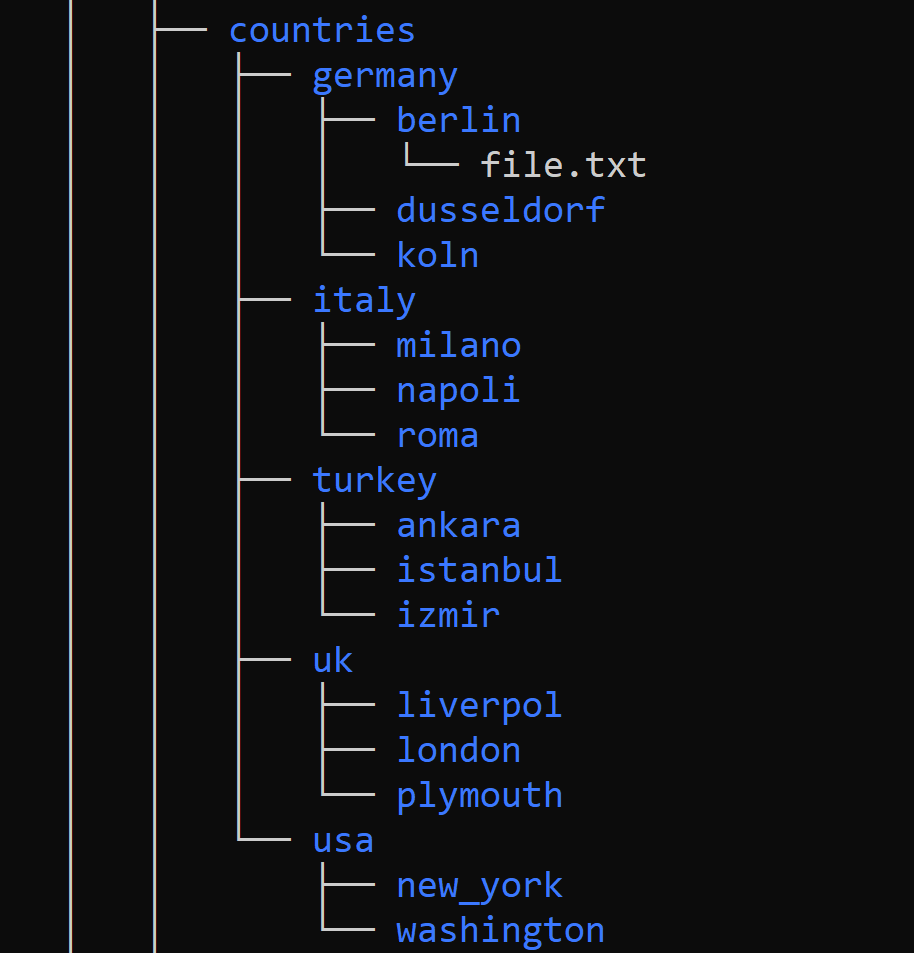 countries
germany
berlin
file.txt
dusseldorf
koln
italy
milano
napoli
roma
turkey
ankara
istanbul
izmir
uk
liverpol
london
plymouth
usa
new_york
washington